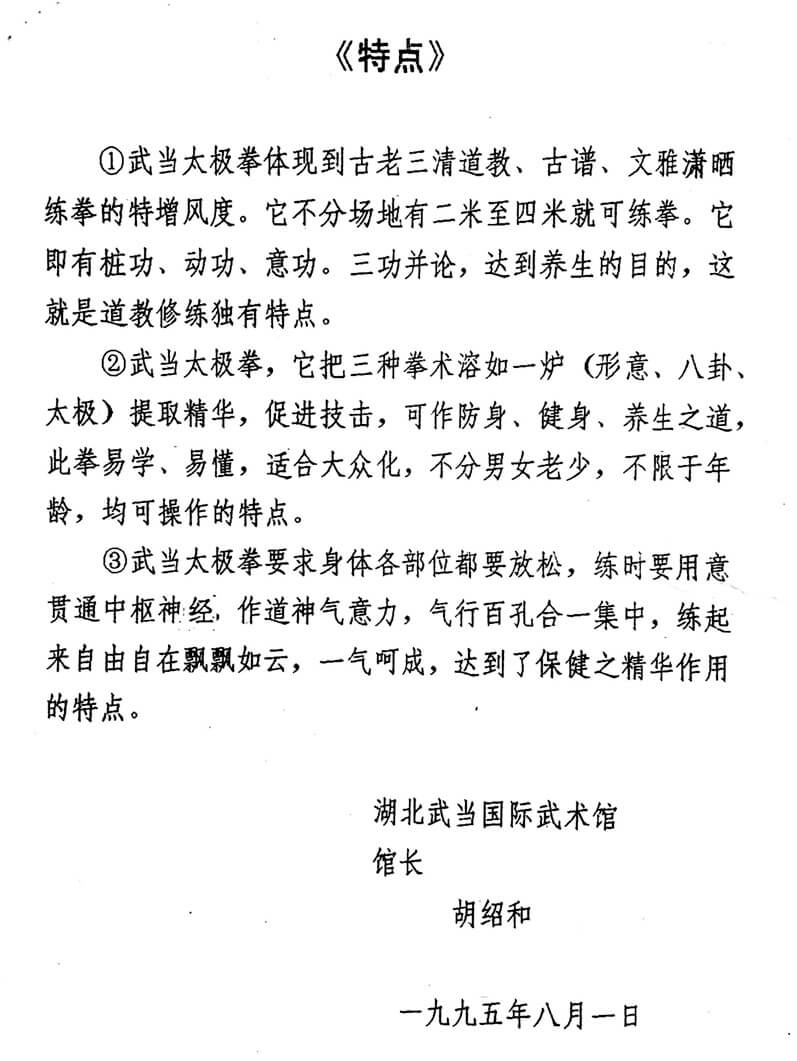 《特点》
①武当太极拳体现到古老三清道教、古谱、文雅潇晒
练拳的特增风度。它不分场地有二米至四米就可练拳。它
即有桩功、动功、意功。三功并论，达到养生的目的，这
就是道教修练独有特点。
②武当太极拳，它把三种拳术溶如一炉（形意、八卦、
太极）提取精华，促进技击，可作防身、健身、养生之道，
此拳易学、易懂，适合大众化，不分男女老少，不限于年
龄，均可操作的特点。
③武当太极拳要求身体各部位都要放松，练时要用意
贯通中枢神经，作道神气意力，气行百孔合一集中，练起
来自由自在飘飘如云，一气呵成，达到了保健之精华作用
的特点。
湖北武当国际武术馆
馆长
胡绍和
一九九五年八月一日